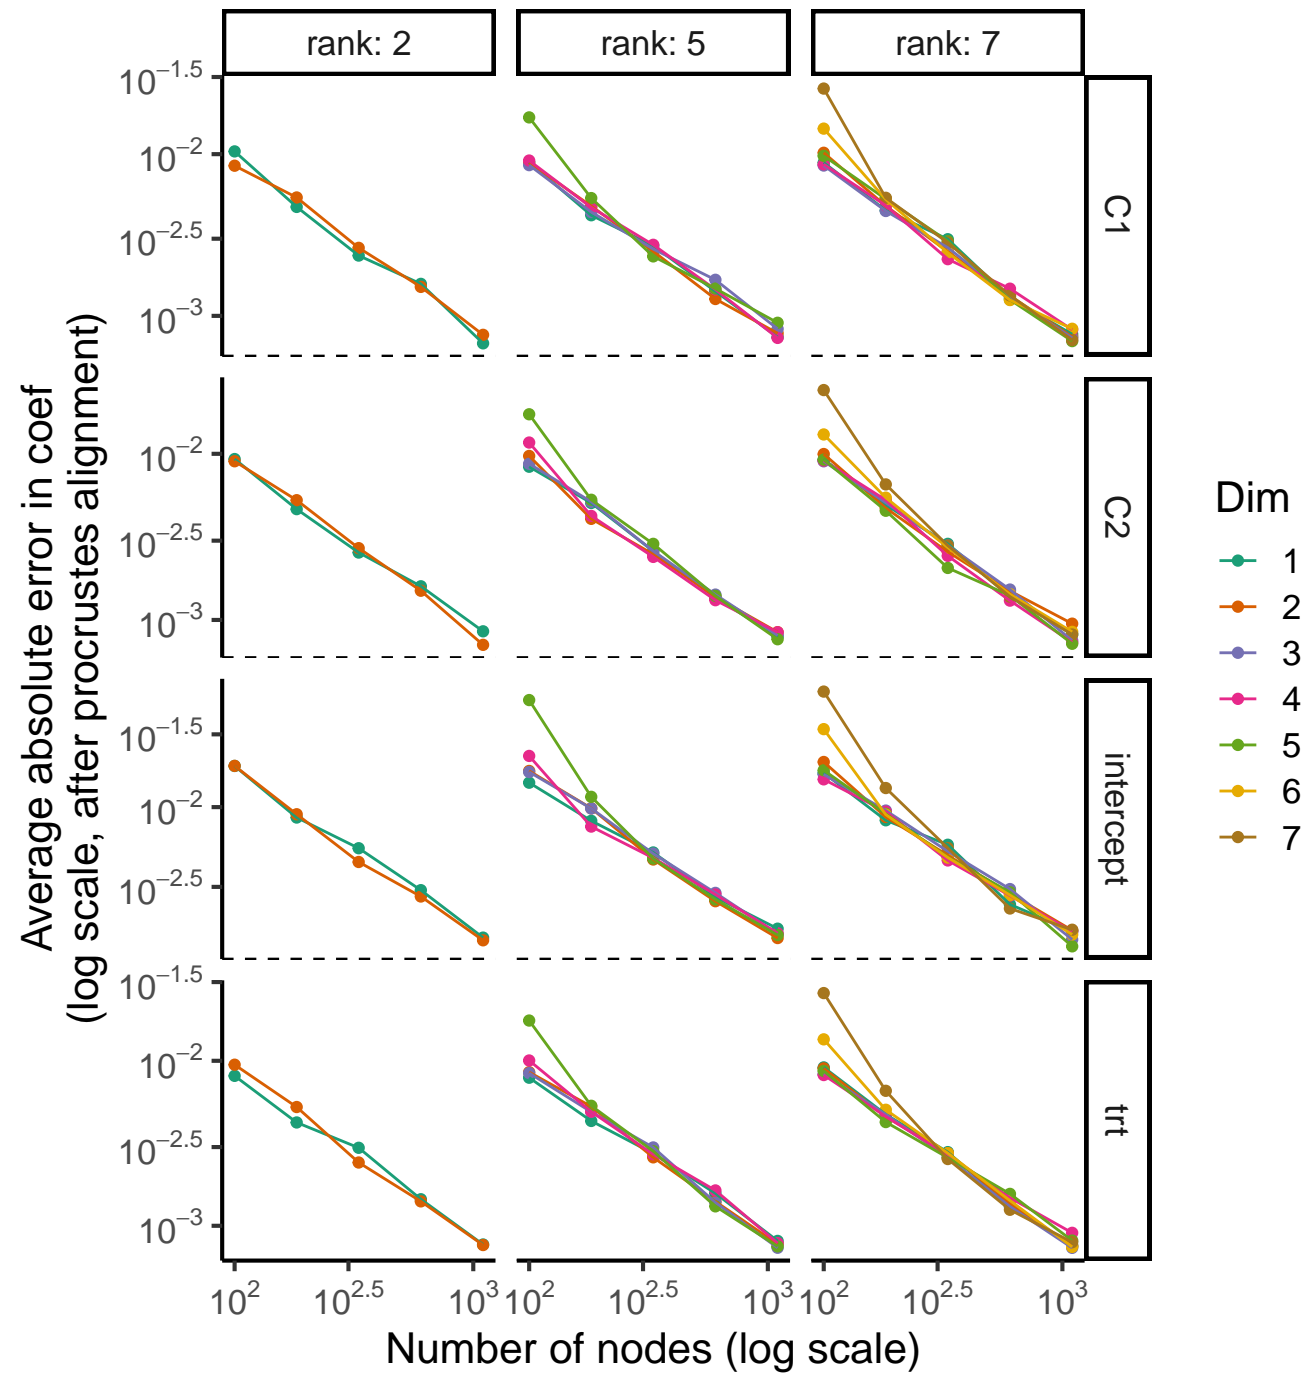 rank: 2
rank: 5
rank: 7
10^−1.5
10^−2
10^−2.5
10^−3
C1
10^−2
10^−2.5
10^−3
C2
10^−1.5
10^−2
10^−2.5
intercept
10^−1.5
10^−2
10^−2.5
10^−3
trt
10^2
10^2.5
10^3
10^2
10^2.5
10^3
10^2
10^2.5
10^3
Number of nodes (log scale)
Average absolute error in coef
(log scale, after procrustes alignment)
Dim
1
2
3
4
5
6
7